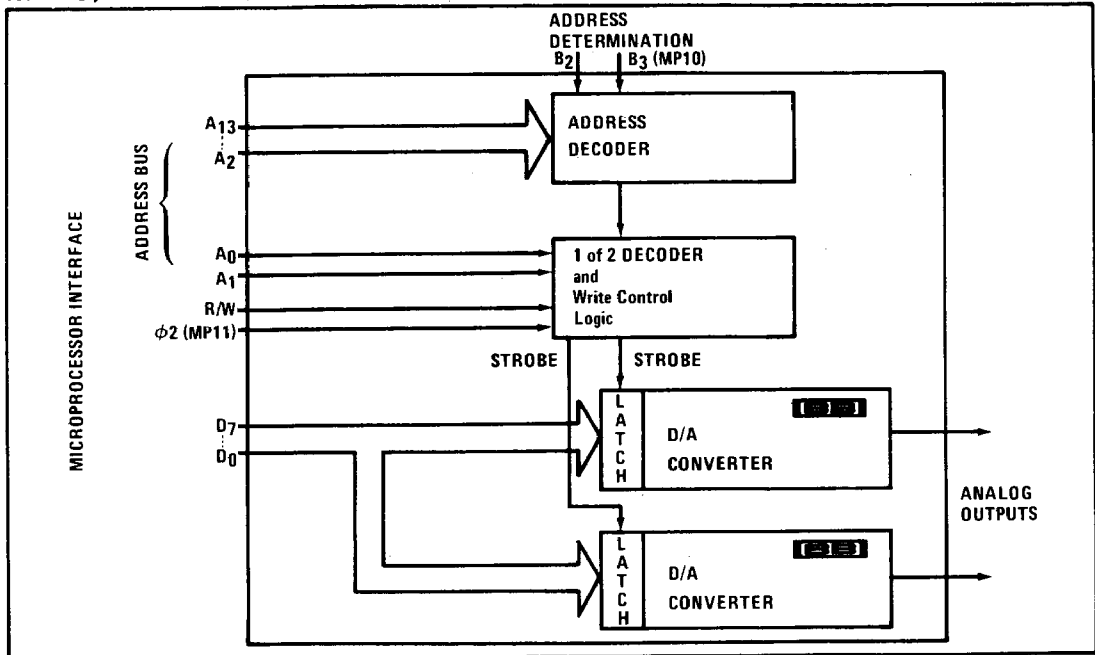 ADDRESS
DETERMINATION
B2 B3 (MP10)
ADDRESS
DECODER
A13
A2
ADDRESS BUS
MICROPROCESSOR INTERFACE
A0
A1
R/W
ϕ2 (MP11)
1 of 2 DECODER
and
Write Control
Logic
STROBE STROBE
D7
D0
LATCH
D/A
CONVERTER
ANALOG
OUTPUTS
LATCH
D/A
CONVERTER